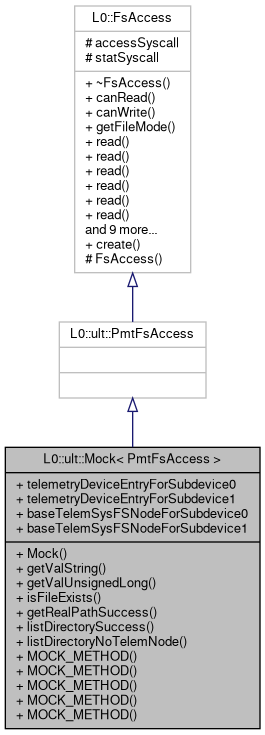 L0::FsAccess
# accessSyscall
# statSyscall
+ ~FsAccess()
+ canRead()
+ canWrite()
+ getFileMode()
+ read()
+ read()
+ read()
+ read()
+ read()
+ read()
and 9 more...
+ create()
# FsAccess()
L0::ult::PmtFsAccess
L0::ult::Mock< PmtFsAccess >
+ telemetryDeviceEntryForSubdevice0
+ telemetryDeviceEntryForSubdevice1
+ baseTelemSysFSNodeForSubdevice0
+ baseTelemSysFSNodeForSubdevice1
+ Mock()
+ getValString()
+ getValUnsignedLong()
+ isFileExists()
+ getRealPathSuccess()
+ listDirectorySuccess()
+ listDirectoryNoTelemNode()
+ MOCK_METHOD()
+ MOCK_METHOD()
+ MOCK_METHOD()
+ MOCK_METHOD()
+ MOCK_METHOD()